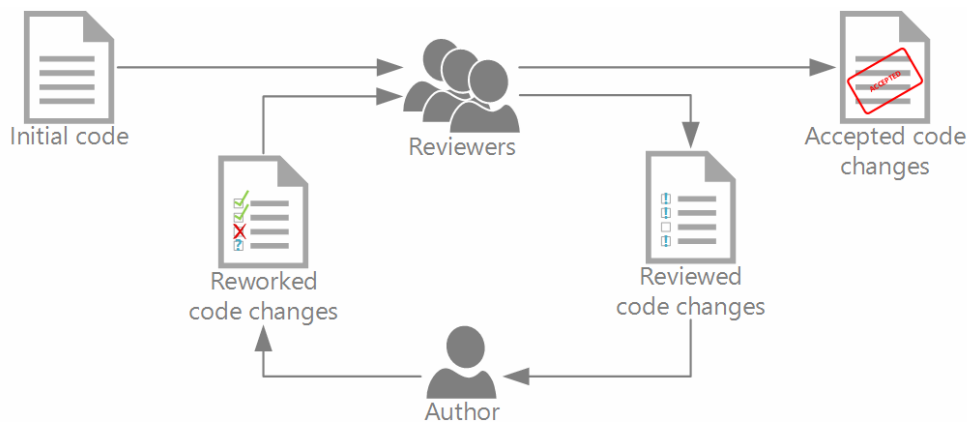 Initial code
Reviewers
ACCEPTED
Accepted code
changes
Reworked
code changes
Reviewed
code changes
Author